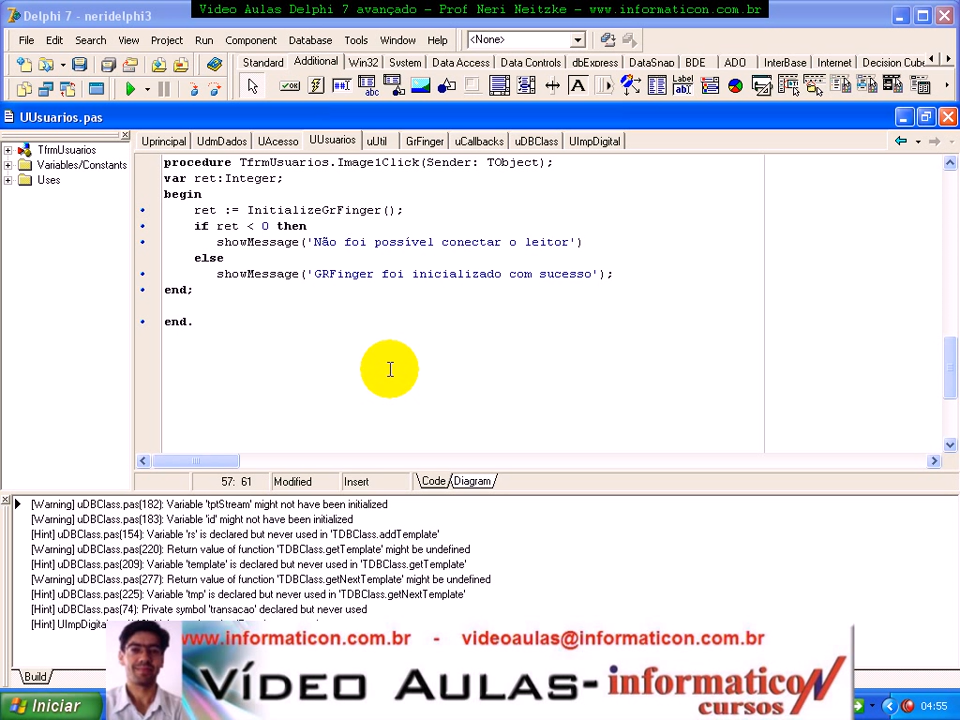 Video Aulas Delphi 7 avançado – Prof Neri Neitzke – www.informaticon.com.br
Delphi 7 - neridelphi3
File Edit Search View Project Run Component Database Tools Window Help <None>
Standard Additional Win32 System Data Access Data Controls dbExpress DataSnap BDE ADO InterBase Internet Decision Cube
UUsuarios.pas
Uprincipal UdmDados UAcesso UUsuarios uUtil GrFinger uCallbacks uDBClass UImpDigital
TfrmUsuarios
Variables/Constants
Uses
procedure TfrmUsuarios.Image1Click(Sender: TObject);
var ret:Integer;
begin
ret := InitializeGrFinger();
if ret < 0 then
showMessage('Não foi possível conectar o leitor')
else
showMessage('GRFinger foi inicializado com sucesso');
end;
end.
57: 61 Modified Insert Code Diagram
[Warning] uDBClass.pas(182): Variable 'tptStream' might not have been initialized
[Warning] uDBClass.pas(183): Variable 'id' might not have been initialized
[Hint] uDBClass.pas(154): Variable 'rs' is declared but never used in 'TDBClass.addTemplate'
[Warning] uDBClass.pas(220): Return value of function 'TDBClass.getTemplate' might be undefined
[Hint] uDBClass.pas(209): Variable 'template' is declared but never used in 'TDBClass.getTemplate'
[Warning] uDBClass.pas(277): Return value of function 'TDBClass.getNextTemplate' might be undefined
[Hint] uDBClass.pas(225): Variable 'tmp' is declared but never used in 'TDBClass.getNextTemplate'
[Hint] uDBClass.pas(74): Private symbol 'transacao' declared but never used
[Hint] UImpDigita
www.informaticon.com.br - videoaulas@informaticon.com.br
Build
VÍDEO AULAS- informaticoN
cursos
Iniciar 04:55